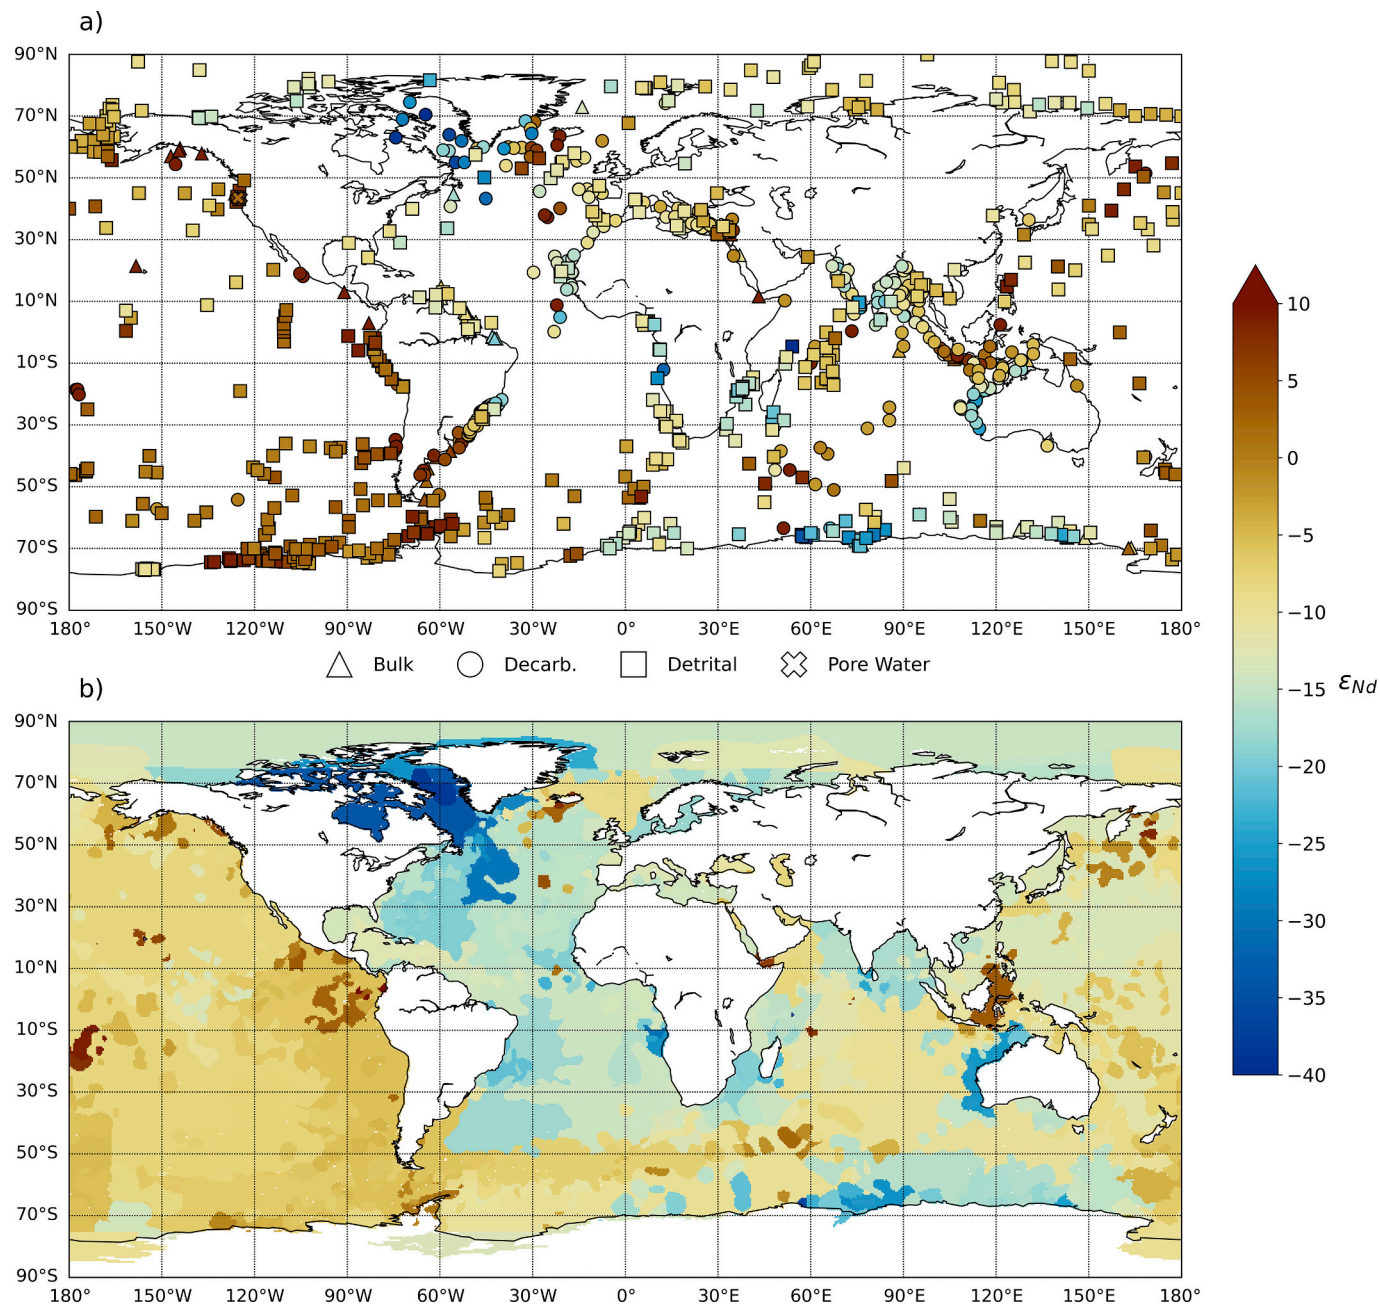 a)
90°N
70°N
50°N
30°N
10°N
10°S
30°S
50°S
70°S
90°S
180° 150°W 120°W 90°W 60°W 30°W 0° 30°E 60°E 90°E 120°E 150°E 180°
Bulk Decarb. Detrital Pore Water
b)
90°N
70°N
50°N
30°N
10°N
10°S
30°S
50°S
70°S
90°S
180° 150°W 120°W 90°W 60°W 30°W 0° 30°E 60°E 90°E 120°E 150°E 180°
10
5
0
−5
−10
−15
−20
−25
−30
−35
−40
εNd